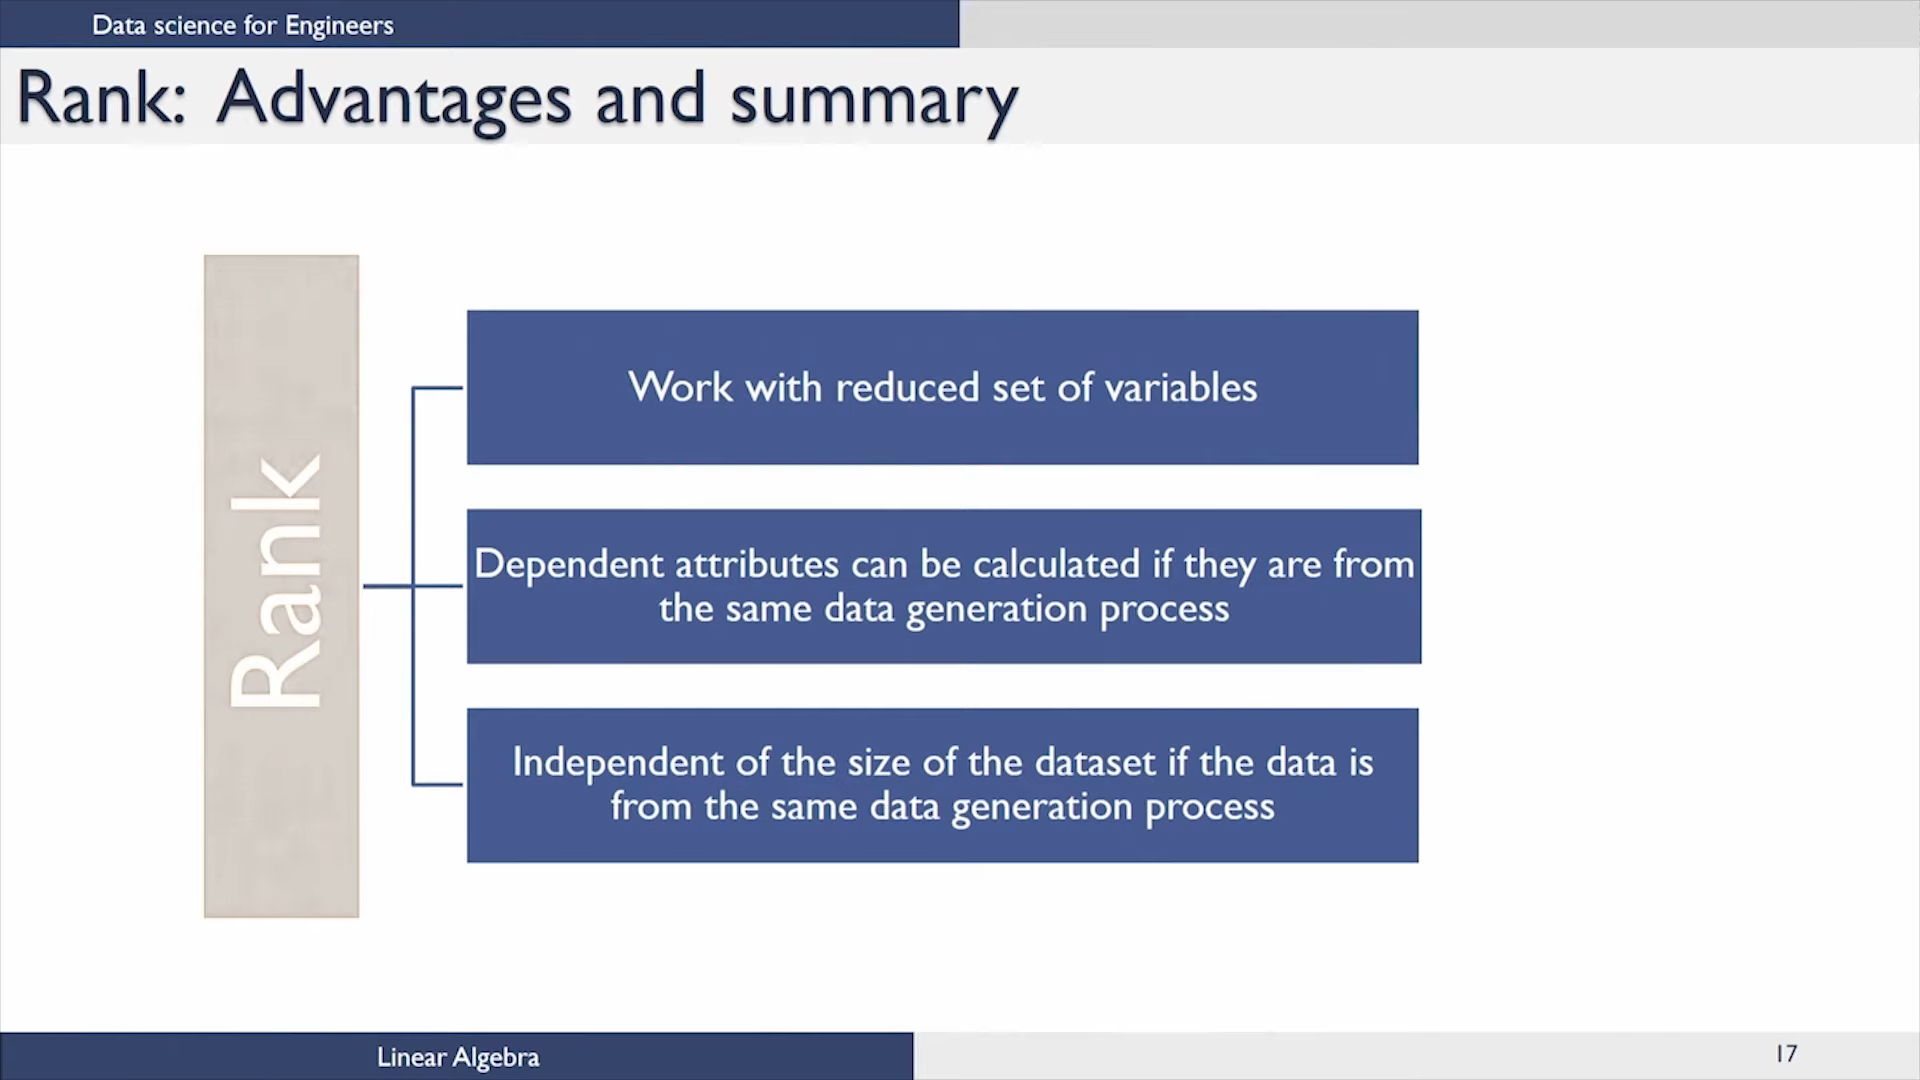 Data science for Engineers
Rank: Advantages and summary
Rank
Work with reduced set of variables
Dependent attributes can be calculated if they are from
the same data generation process
Independent of the size of the dataset if the data is
from the same data generation process
Linear Algebra
17